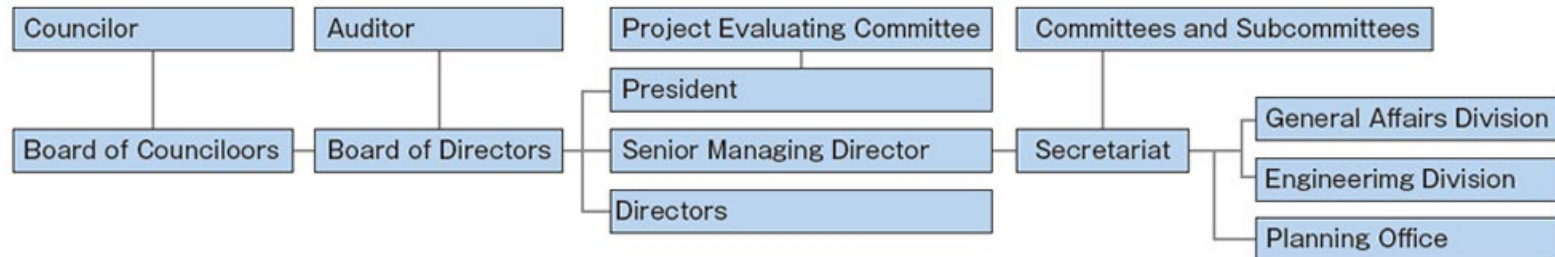 Councilor
Auditor
Project Evaluating Committee
Committees and Subcommittees
President
General Affairs Division
Board of Counciloors
Board of Directors
Senior Managing Director
Secretariat
Engineerimg Division
Directors
Planning Office